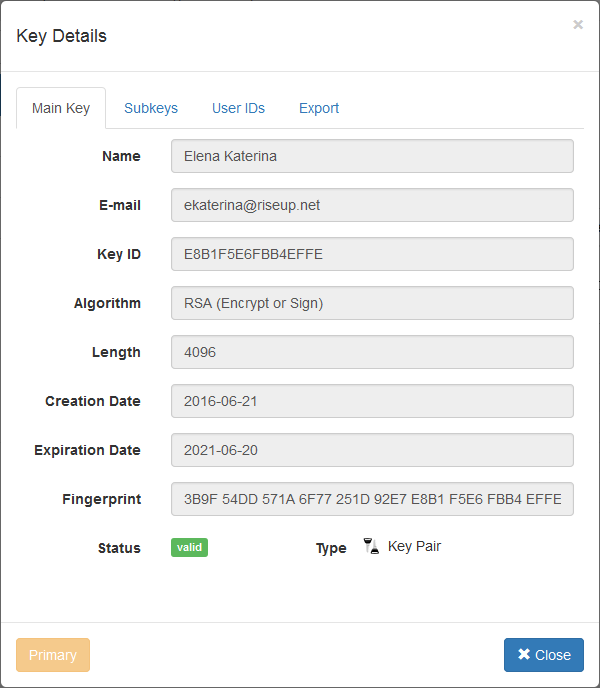 Key Details ×
Main Key Subkeys User IDs Export
Name Elena Katerina
E-mail ekaterina@riseup.net
Key ID E8B1F5E6FBB4EFFE
Algorithm RSA (Encrypt or Sign)
Length 4096
Creation Date 2016-06-21
Expiration Date 2021-06-20
Fingerprint 3B9F 54DD 571A 6F77 251D 92E7 E8B1 F5E6 FBB4 EFFE
Status valid Type Key Pair
Primary Close